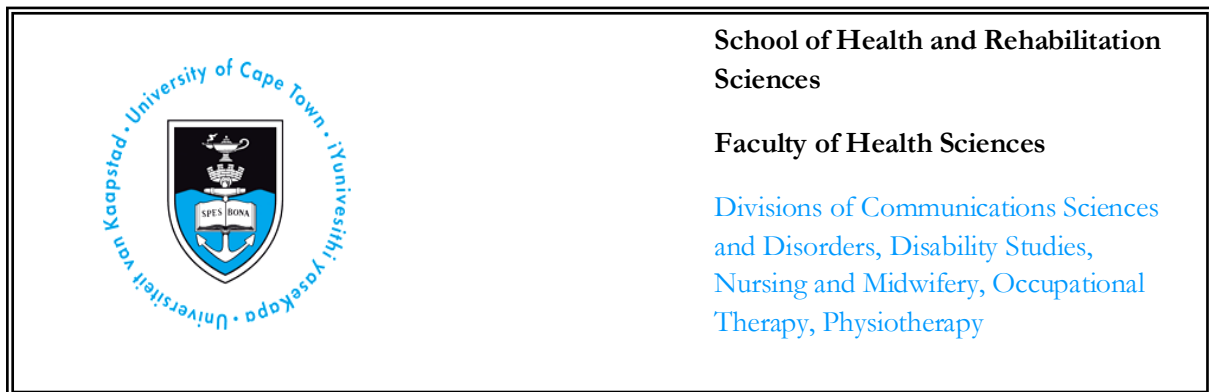 University of Cape Town · iYunivesithi yaseKapa · Universiteit van Kaapstad ·
SPES BONA
School of Health and Rehabilitation
Sciences
Faculty of Health Sciences
Divisions of Communications Sciences
and Disorders, Disability Studies,
Nursing and Midwifery, Occupational
Therapy, Physiotherapy